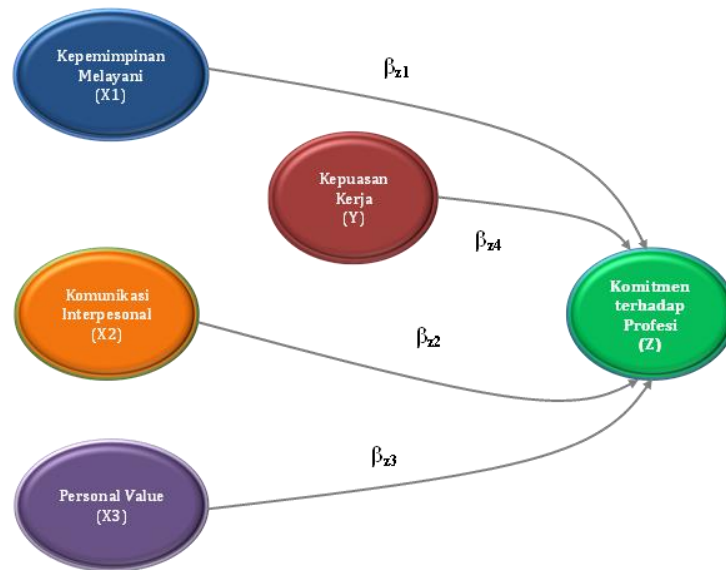 Kepemimpinan
Melayani
(X1)
βz1
Kepuasan
Kerja
(Y)
βz4
Komunikasi
Interpesonal
(X2)
Komitmen
terhadap
Profesi
(Z)
βz2
βz3
Personal Value
(X3)